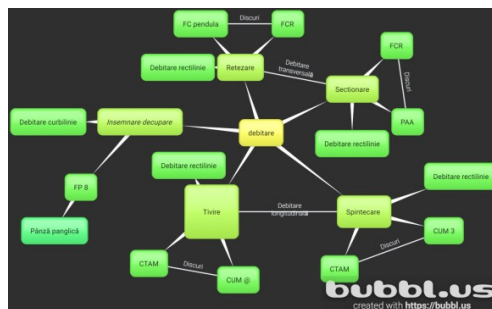 FC pendula
Discuri
FCR
Debitare rectilinie
Retezare
Debitare
transversală
FCR
Discuri
Sectionare
PAA
Debitare curbilinie
Insemnare decupare
debitare
Debitare rectilinie
Debitare rectilinie
FP 8
Pânză panglică
Tivire
Debitare
longitudinală
Spintecare
Debitare rectilinie
CUM 3
Discuri
CTAM
CTAM
Discuri
CUM @
bubbl.us
created with https://bubbl.us